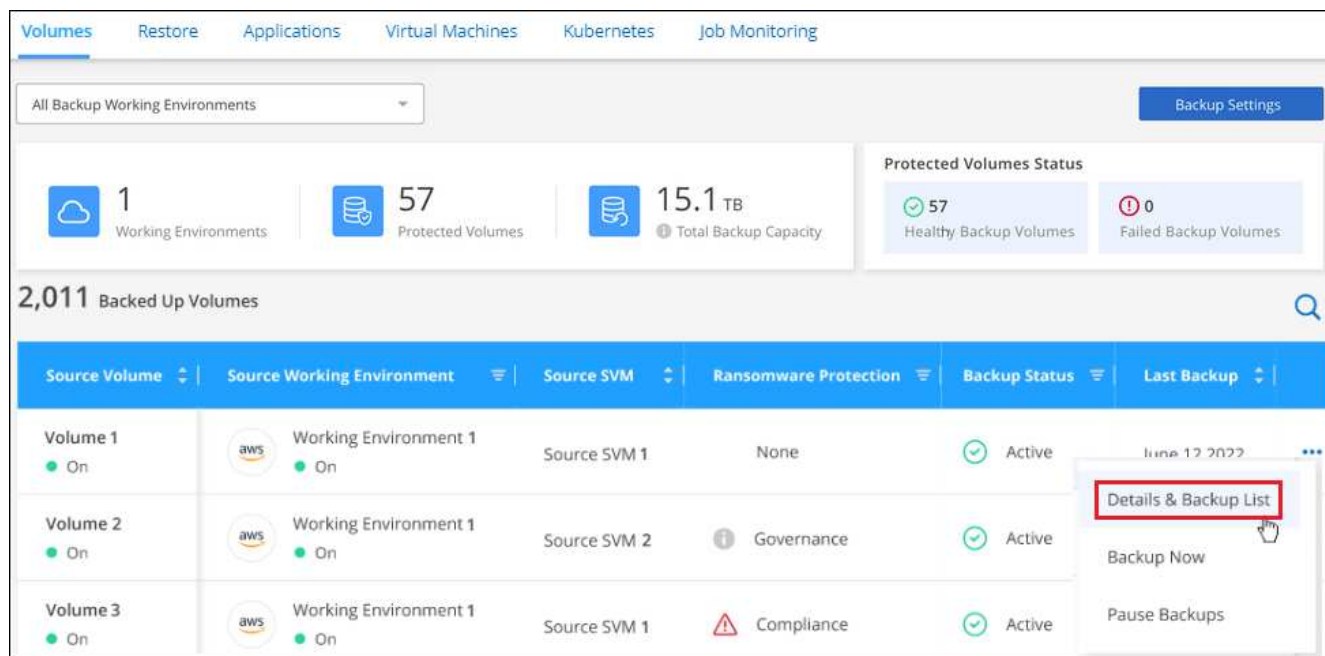 Volumes Restore Applications Virtual Machines Kubernetes Job Monitoring
All Backup Working Environments
Backup Settings
1
Working Environments
57
Protected Volumes
15.1 TB
Total Backup Capacity
Protected Volumes Status
57
Healthy Backup Volumes
0
Failed Backup Volumes
2,011 Backed Up Volumes
Source Volume Source Working Environment Source SVM Ransomware Protection Backup Status Last Backup
Volume 1
On
aws
Working Environment 1
On
Source SVM 1
None
Active
June 12 2022
Details & Backup List
Backup Now
Pause Backups
Volume 2
On
aws
Working Environment 1
On
Source SVM 2
Governance
Active
Volume 3
On
aws
Working Environment 1
On
Source SVM 1
Compliance
Active